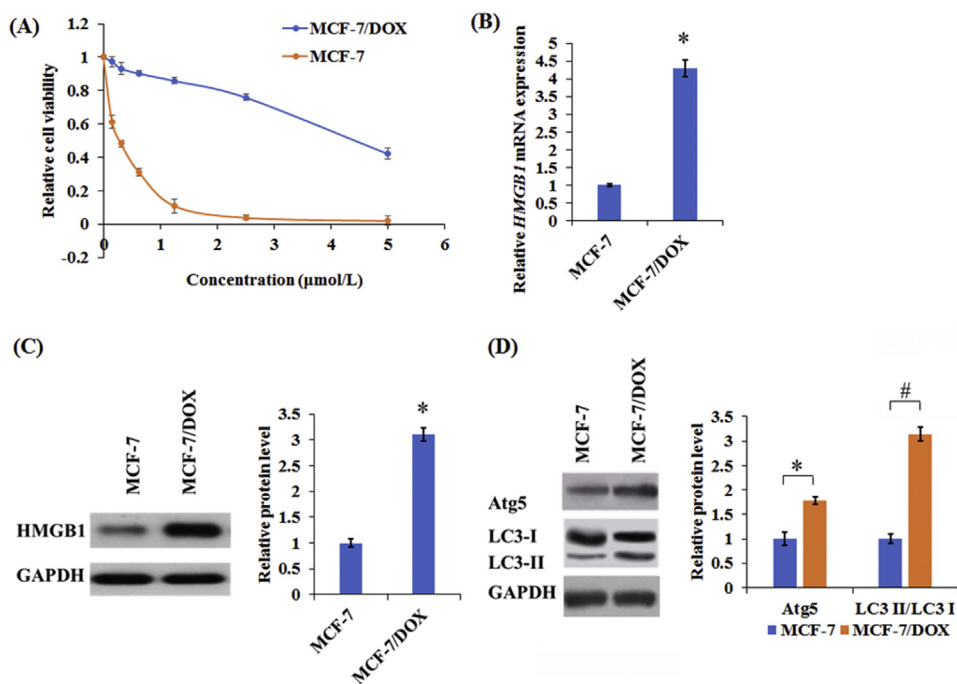 (A)
MCF-7/DOX
MCF-7
Relative cell viability
1.2
1
0.8
0.6
0.4
0.2
0
-0.2
0 1 2 3 4 5 6
Concentration (μmol/L)
(B)
Relative HMGB1 mRNA expression
5
4.5
4
3.5
3
2.5
2
1.5
1
0.5
0
*
MCF-7
MCF-7/DOX
(C)
MCF-7
MCF-7/DOX
HMGB1
GAPDH
Relative protein level
3.5
3
2.5
2
1.5
1
0.5
0
*
MCF-7
MCF-7/DOX
(D)
MCF-7
MCF-7/DOX
Atg5
LC3-I
LC3-II
GAPDH
Relative protein level
3.5
3
2.5
2
1.5
1
0.5
0
*
#
Atg5 LC3 II/LC3 I
MCF-7 MCF-7/DOX